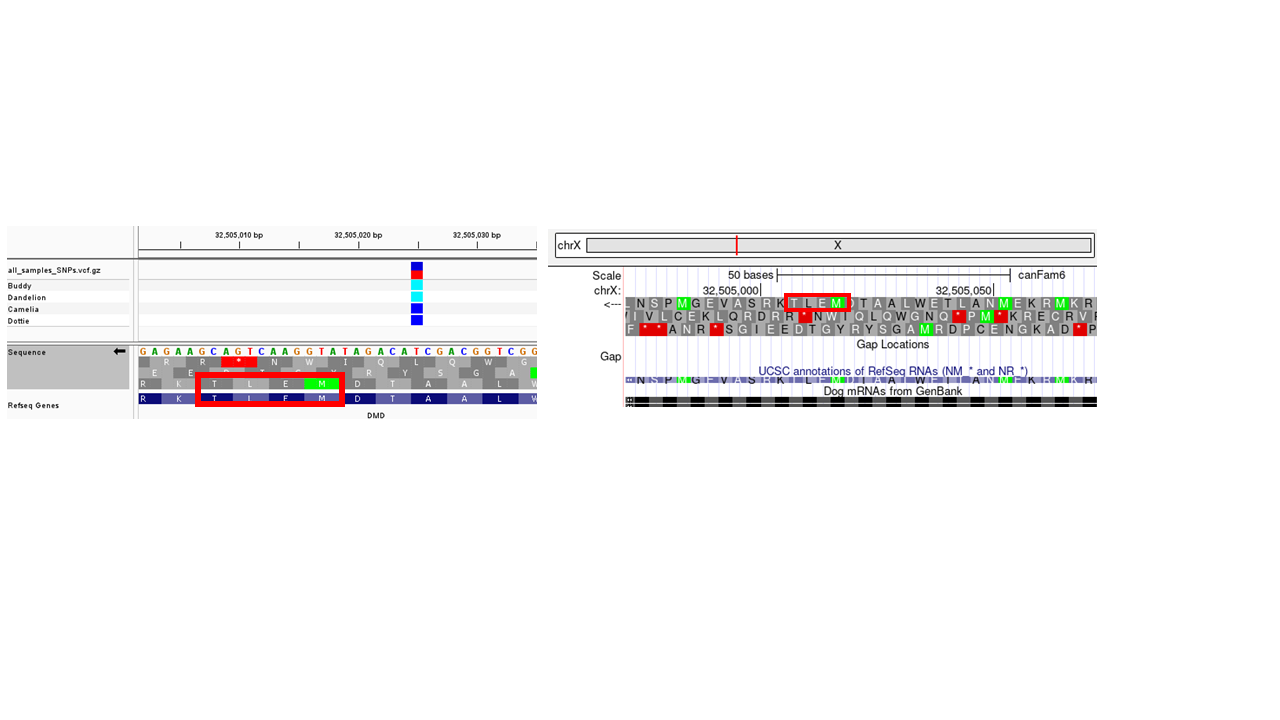 32,505,010 bp 32,505,020 bp 32,505,030 bp
all_samples_SNPs.vcf.gz
Buddy
Dandelion
Camelia
Dottie
Sequence
G A G A A G C A G T C A A G G T A T A G A C A T C G A C G G T C G G
R R * N W I Q L Q W G
R K T L E M D T A A L W
Refseq Genes
R K T L E M D T A A L W
DMD
chrX X
Scale 50 bases canFam6
chrX: 32,505,000 32,505,050
<--- N S P M G E V A S R K T L E M D T A A L W E T L A N M E K R M K R
I V L C E K L Q R D R R * N W I Q L Q W G N Q * P M * K R E C R V
F * * A N R * S G I E E D T G Y R Y S G A M R D P C E N G K A D * P
Gap Locations
Gap
UCSC annotations of RefSeq RNAs (NM_* and NR_*)
N S P M G E V A S R K T L E M D T A A L W E T L A N M E K R M K R
Dog mRNAs from GenBank